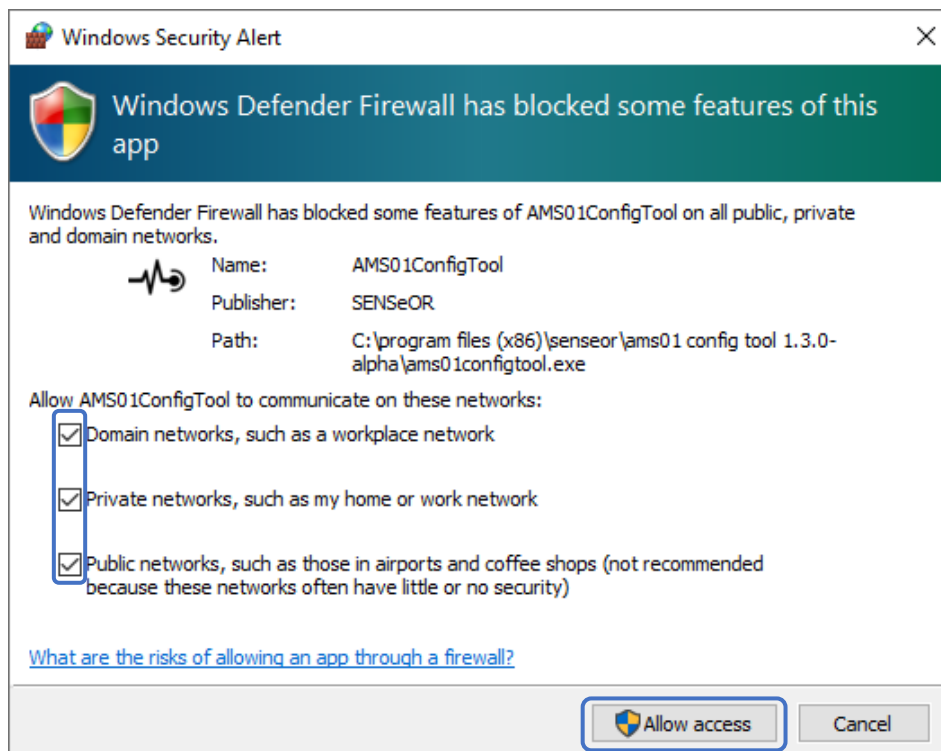 Windows Security Alert
Windows Defender Firewall has blocked some features of this
app
Windows Defender Firewall has blocked some features of AMS01ConfigTool on all public, private
and domain networks.
Name: AMS01ConfigTool
Publisher: SENSeOR
Path: C:\program files (x86)\senseor\ams01 config tool 1.3.0-
alpha\ams01configtool.exe
Allow AMS01ConfigTool to communicate on these networks:
Domain networks, such as a workplace network
Private networks, such as my home or work network
Public networks, such as those in airports and coffee shops (not recommended
because these networks often have little or no security)
What are the risks of allowing an app through a firewall?
Allow access Cancel